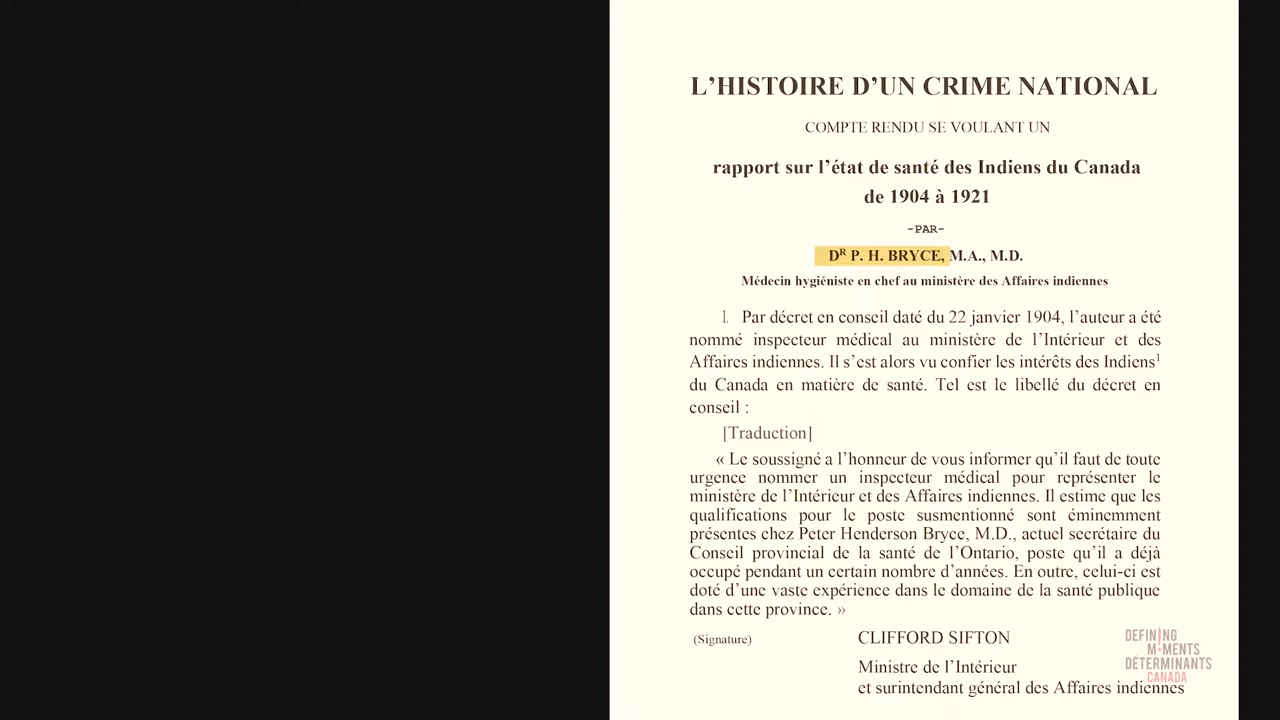 L'HISTOIRE D'UN CRIME NATIONAL
COMPTE RENDU SE VOULANT UN
rapport sur l'état de santé des Indiens du Canada
de 1904 à 1921
-PAR-
Dᴿ P. H. BRYCE, M.A., M.D.
Médecin hygiéniste en chef au ministère des Affaires indiennes
1. Par décret en conseil daté du 22 janvier 1904, l'auteur a été
nommé inspecteur médical au ministère de l'Intérieur et des
Affaires indiennes. Il s'est alors vu confier les intérêts des Indiens¹
du Canada en matière de santé. Tel est le libellé du décret en
conseil :
[Traduction]
« Le soussigné a l'honneur de vous informer qu'il faut de toute
urgence nommer un inspecteur médical pour représenter le
ministère de l'Intérieur et des Affaires indiennes. Il estime que les
qualifications pour le poste susmentionné sont éminemment
présentes chez Peter Henderson Bryce, M.D., actuel secrétaire du
Conseil provincial de la santé de l'Ontario, poste qu'il a déjà
occupé pendant un certain nombre d'années. En outre, celui-ci est
doté d'une vaste expérience dans le domaine de la santé publique
dans cette province. »
(Signature) CLIFFORD SIFTON
Ministre de l'Intérieur
et surintendant général des Affaires indiennes
DEFINING
MOMENTS
DÉTERMINANTS
CANADA